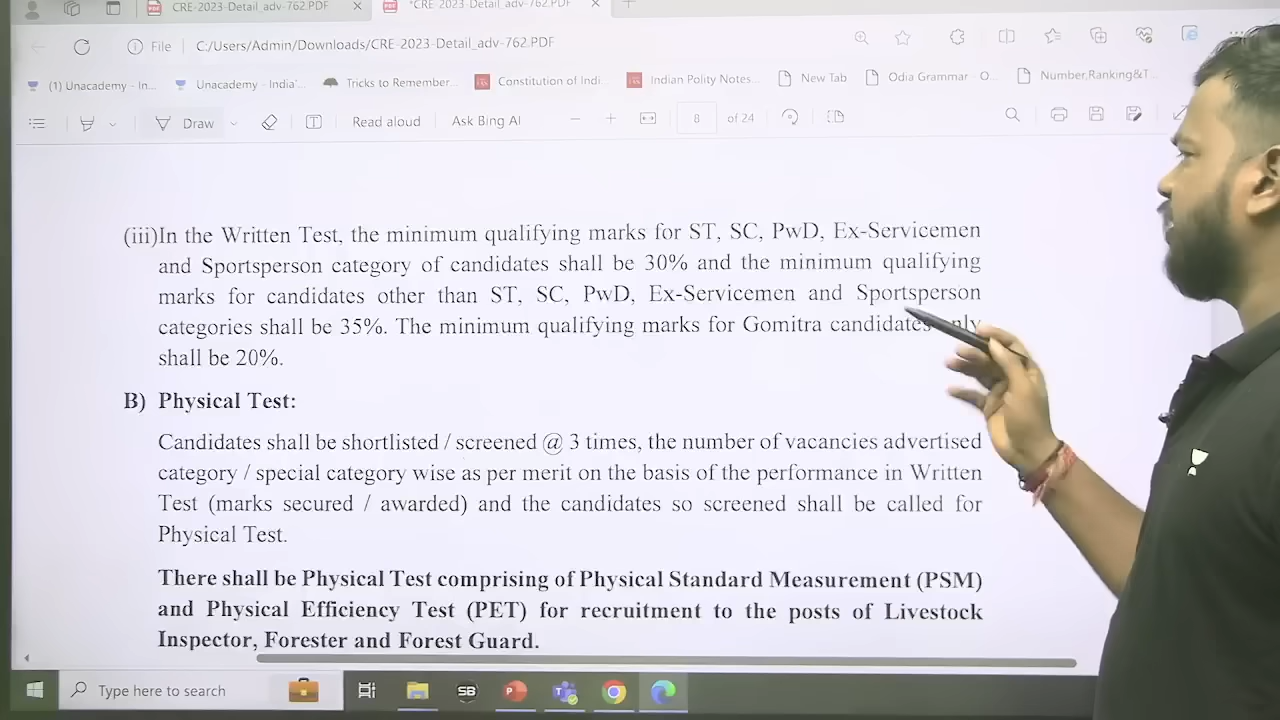 CRE-2023-Detail_adv-762.PDF
*CRE-2023-Detail_adv-762.PDF
File
C:/Users/Admin/Downloads/CRE-2023-Detail_adv-762.PDF
(1) Unacademy - In...
Unacademy - India'...
Tricks to Remember...
Constitution of Indi...
Indian Polity Notes...
New Tab
Odia Grammar - O...
Number,Ranking&T...
Draw
Read aloud
Ask Bing AI
8
of 24
(iii)In the Written Test, the minimum qualifying marks for ST, SC, PwD, Ex-Servicemen
and Sportsperson category of candidates shall be 30% and the minimum qualifying
marks for candidates other than ST, SC, PwD, Ex-Servicemen and Sportsperson
categories shall be 35%. The minimum qualifying marks for Gomitra candidates
shall be 20%.
B) Physical Test:
Candidates shall be shortlisted / screened @ 3 times, the number of vacancies advertised
category / special category wise as per merit on the basis of the performance in Written
Test (marks secured / awarded) and the candidates so screened shall be called for
Physical Test.
There shall be Physical Test comprising of Physical Standard Measurement (PSM)
and Physical Efficiency Test (PET) for recruitment to the posts of Livestock
Inspector, Forester and Forest Guard.
Type here to search
SB